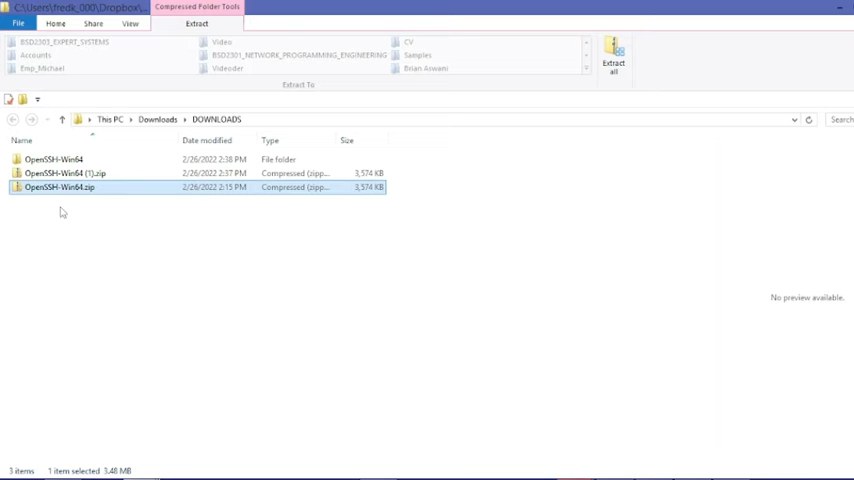 C:\Users\fredk_000\Dropbox\,...
Compressed Folder Tools
File
Home
Share
View
Extract
BSD2303_EXPERT_SYSTEMS
Video
CV
Accounts
BSD2301_NETWORK_PROGRAMMING_ENGINEERING
Samples
Emp_Michael
Videoder
Brian Aswani
Extract all
Extract To
This PC
Downloads
DOWNLOADS
Search
Name
Date modified
Type
Size
OpenSSH-Win64 2/26/2022 2:38 PM File folder
OpenSSH-Win64 (1).zip 2/26/2022 2:37 PM Compressed (zipp... 3,574 KB
OpenSSH-Win64.zip 2/26/2022 2:15 PM Compressed (zipp... 3,574 KB
No preview available.
3 items 1 item selected 3.48 MB